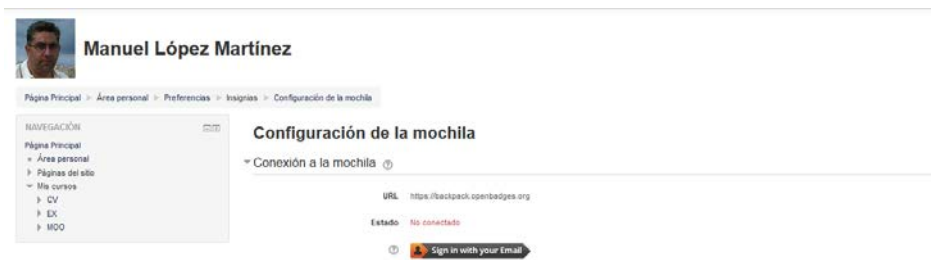 Manuel López Martínez
Página Principal ▹ Área personal ▹ Preferencias ▹ Insignias ▹ Configuración de la mochila
NAVEGACIÓN
Página Principal
Área personal
Páginas del sitio
Mis cursos
CV
EX
MOO
Configuración de la mochila
Conexión a la mochila
URL https://backpack.openbadges.org
Estado No conectado
Sign in with your Email